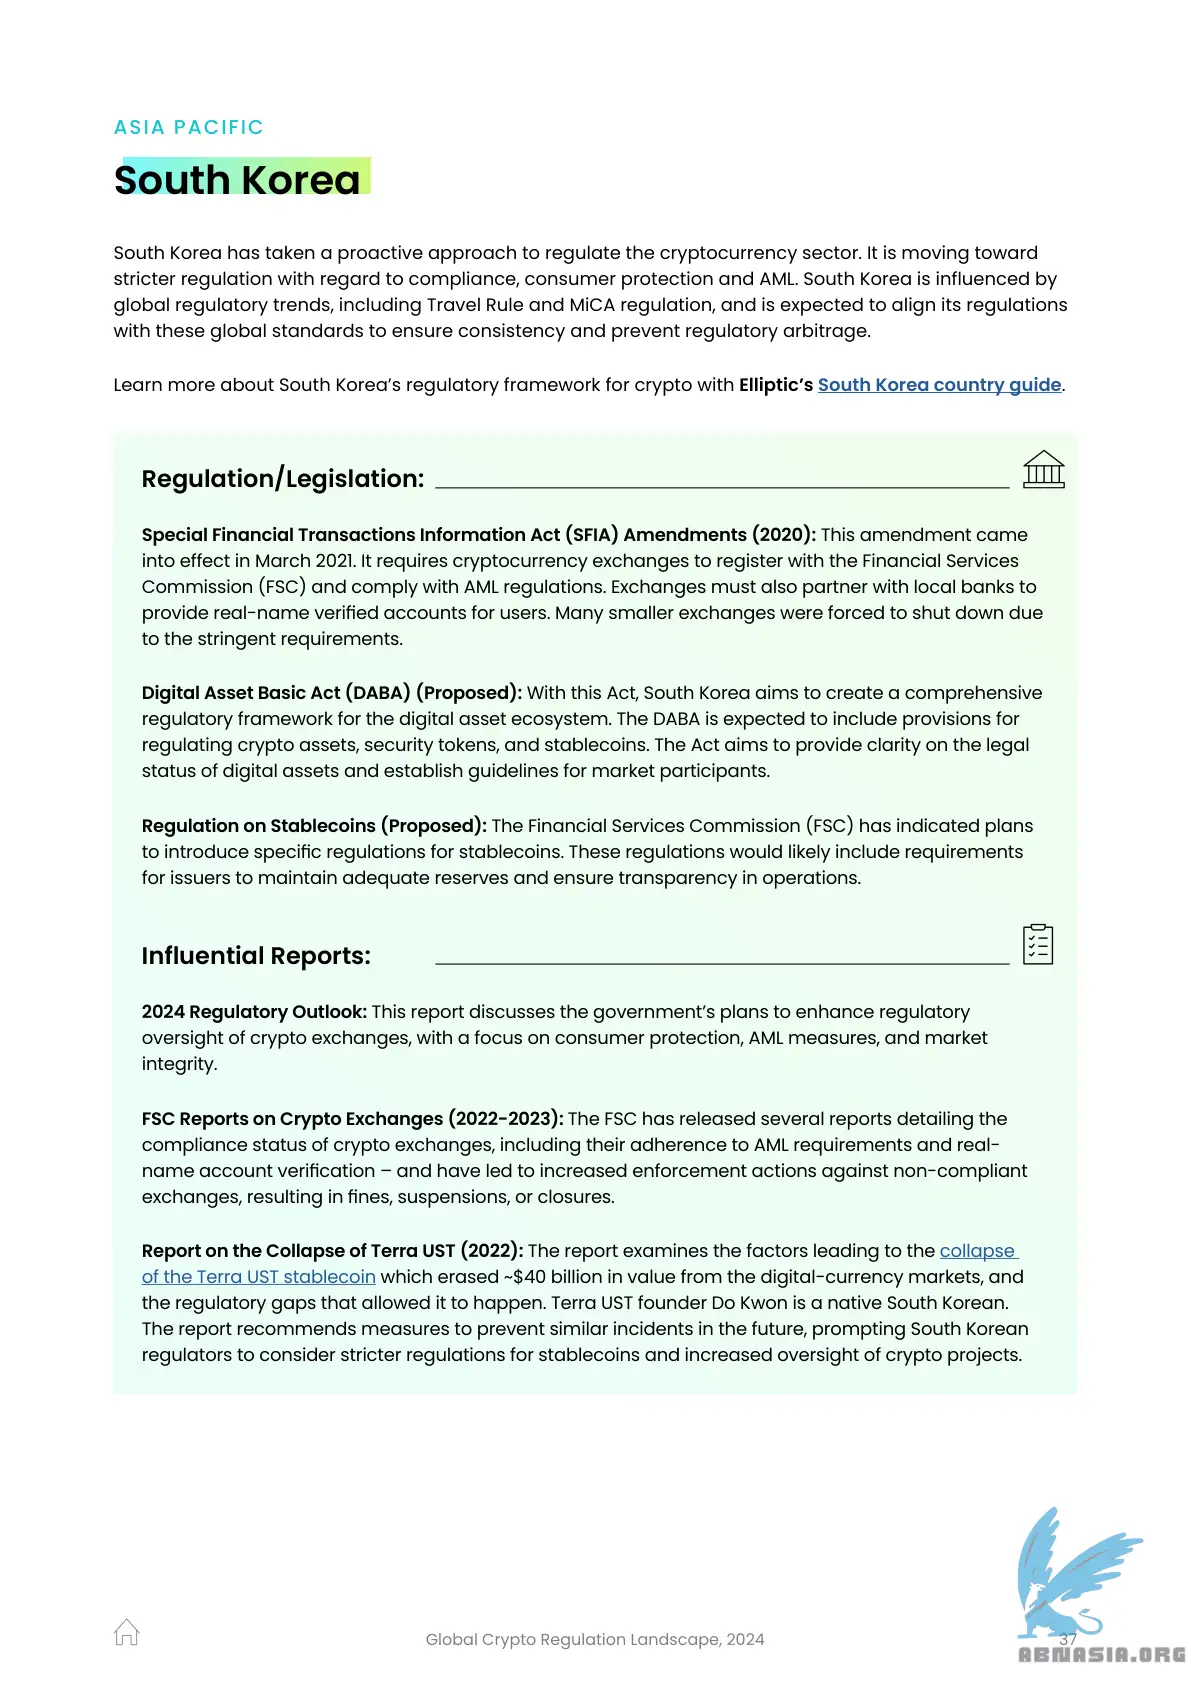 ASIA PACIFIC
South Korea
South Korea has taken a proactive approach to regulate the cryptocurrency sector. It is moving toward
stricter regulation with regard to compliance, consumer protection and AML. South Korea is influenced by
global regulatory trends, including Travel Rule and MiCA regulation, and is expected to align its regulations
with these global standards to ensure consistency and prevent regulatory arbitrage.
Learn more about South Korea’s regulatory framework for crypto with Elliptic’s South Korea country guide.
Regulation/Legislation:
Special Financial Transactions Information Act (SFIA) Amendments (2020): This amendment came
into effect in March 2021. It requires cryptocurrency exchanges to register with the Financial Services
Commission (FSC) and comply with AML regulations. Exchanges must also partner with local banks to
provide real-name verified accounts for users. Many smaller exchanges were forced to shut down due
to the stringent requirements.
Digital Asset Basic Act (DABA) (Proposed): With this Act, South Korea aims to create a comprehensive
regulatory framework for the digital asset ecosystem. The DABA is expected to include provisions for
regulating crypto assets, security tokens, and stablecoins. The Act aims to provide clarity on the legal
status of digital assets and establish guidelines for market participants.
Regulation on Stablecoins (Proposed): The Financial Services Commission (FSC) has indicated plans
to introduce specific regulations for stablecoins. These regulations would likely include requirements
for issuers to maintain adequate reserves and ensure transparency in operations.
Influential Reports:
2024 Regulatory Outlook: This report discusses the government’s plans to enhance regulatory
oversight of crypto exchanges, with a focus on consumer protection, AML measures, and market
integrity.
FSC Reports on Crypto Exchanges (2022-2023): The FSC has released several reports detailing the
compliance status of crypto exchanges, including their adherence to AML requirements and real-
name account verification – and have led to increased enforcement actions against non-compliant
exchanges, resulting in fines, suspensions, or closures.
Report on the Collapse of Terra UST (2022): The report examines the factors leading to the collapse
of the Terra UST stablecoin which erased ~$40 billion in value from the digital-currency markets, and
the regulatory gaps that allowed it to happen. Terra UST founder Do Kwon is a native South Korean.
The report recommends measures to prevent similar incidents in the future, prompting South Korean
regulators to consider stricter regulations for stablecoins and increased oversight of crypto projects.
Global Crypto Regulation Landscape, 2024
37
ABNASIA.ORG